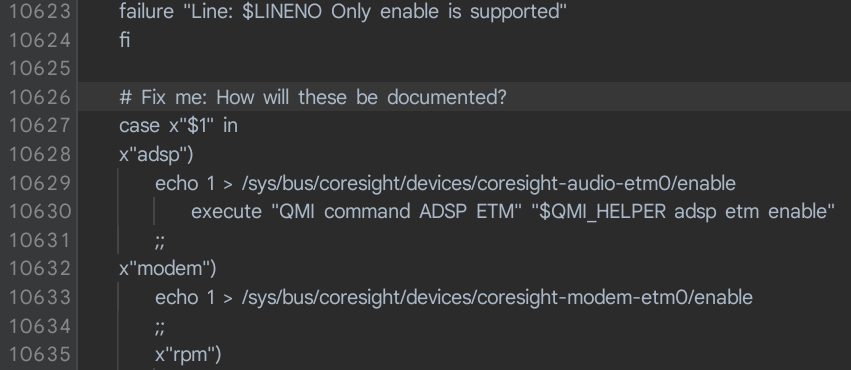 10623 failure "Line: $LINENO Only enable is supported"
10624 fi
10625
10626 # Fix me: How will these be documented?
10627 case x"$1" in
10628 x"adsp")
10629 echo 1 > /sys/bus/coresight/devices/coresight-audio-etm0/enable
10630 execute "QMI command ADSP ETM" "$QMI_HELPER adsp etm enable"
10631 ;;
10632 x"modem")
10633 echo 1 > /sys/bus/coresight/devices/coresight-modem-etm0/enable
10634 ;;
10635 x"rpm")